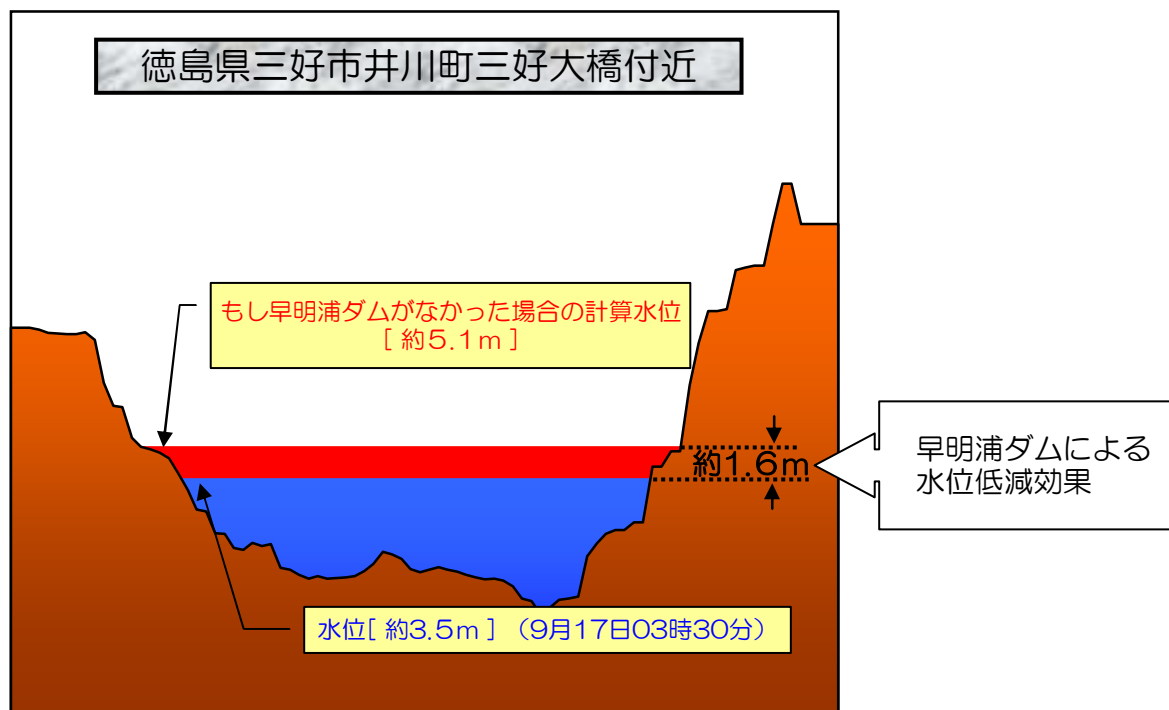 徳島県三好市井川町三好大橋付近
もし早明浦ダムがなかった場合の計算水位
[ 約5.1m ]
約1.6m
早明浦ダムによる
水位低減効果
水位[ 約3.5m ] (9月17日03時30分)